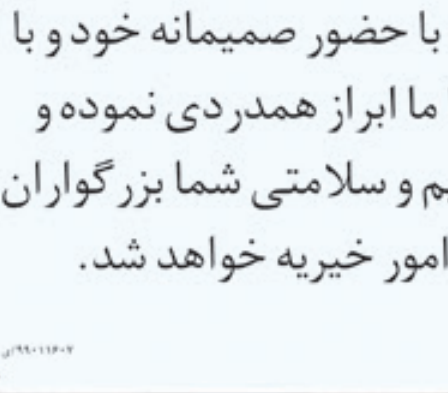 با حضور صمیمانه خود و با
ما ابراز همدردی نموده و
و سلامتی شما بزرگواران
امور خیریه خواهد شد.